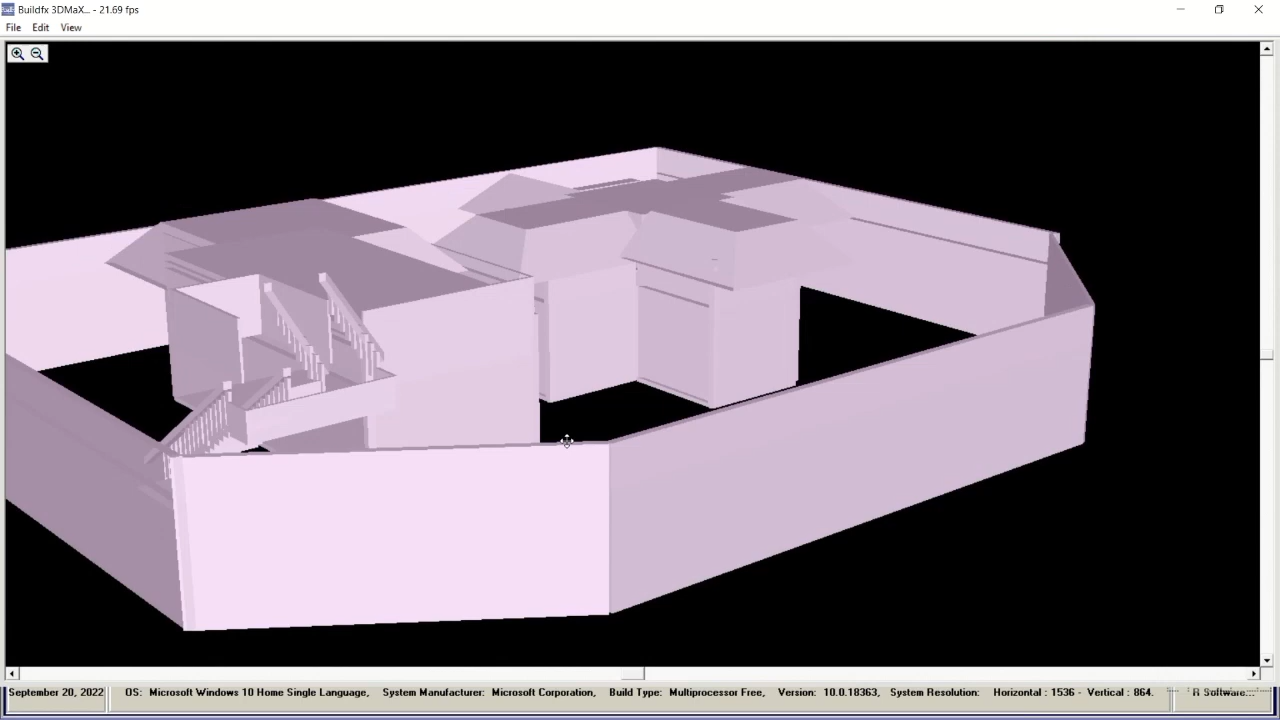 Buildfx 3DMaX... - 21.69 fps
File Edit View
September 20, 2022 OS: Microsoft Windows 10 Home Single Language, System Manufacturer: Microsoft Corporation, Build Type: Multiprocessor Free, Version: 10.0.18363, System Resolution: Horizontal : 1536 - Vertical : 864. R Software...